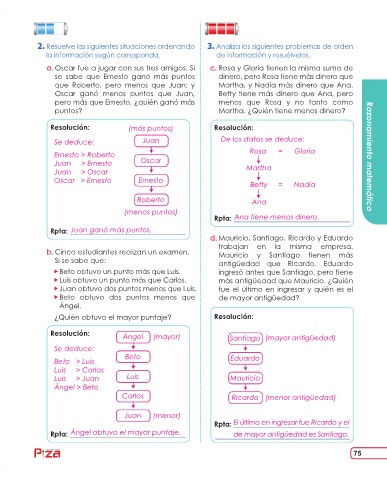 2. Resuelve las siguientes situaciones ordenando
la información según corresponda.
a. Oscar fue a jugar con sus tres amigos. Si
se sabe que Ernesto ganó más puntos
que Roberto, pero menos que Juan; y
Oscar ganó menos puntos que Juan,
pero más que Ernesto, ¿quién ganó más
puntos?
Resolución:
(más puntos)
Se deduce:
Ernesto > Roberto
Juan > Ernesto
Juan > Oscar
Oscar > Ernesto
Juan
Oscar
Ernesto
Roberto
(menos puntos)
Rpta: Juan ganó más puntos.
b. Cinco estudiantes realizan un examen.
Si se sabe que:
Beto obtuvo un punto más que Luis.
Luis obtuvo un punto más que Carlos.
Juan obtuvo dos puntos menos que Luis.
Beto obtuvo dos puntos menos que
Ángel.
¿Quién obtuvo el mayor puntaje?
Resolución:
Se deduce:
Beto > Luis
Luis > Carlos
Luis > Juan
Ángel > Beto
Ángel (mayor)
Beto
Luis
Carlos
Juan (menor)
Rpta: Ángel obtuvo el mayor puntaje.
3. Analiza los siguientes problemas de orden
de información y resuélvelos.
c. Rosa y Gloria tienen la misma suma de
dinero, pero Rosa tiene más dinero que
Martha, y Nadia más dinero que Ana.
Betty tiene más dinero que Ana, pero
menos que Rosa y no tanto como
Martha. ¿Quién tiene menos dinero?
Resolución:
De los datos se deduce:
Rosa = Gloria
Martha
Betty = Nadia
Ana
Rpta: Ana tiene menos dinero.
d. Mauricio, Santiago, Ricardo y Eduardo
trabajan en la misma empresa.
Mauricio y Santiago tienen más
antigüedad que Ricardo. Eduardo
ingresó antes que Santiago, pero tiene
más antigüedad que Mauricio. ¿Quién
fue el último en ingresar y quién es el
de mayor antigüedad?
Resolución:
Santiago (mayor antigüedad)
Eduardo
Mauricio
Ricardo (menor antigüedad)
Rpta: El último en ingresar fue Ricardo y el
de mayor antigüedad es Santiago.
Razonamiento matemático
75